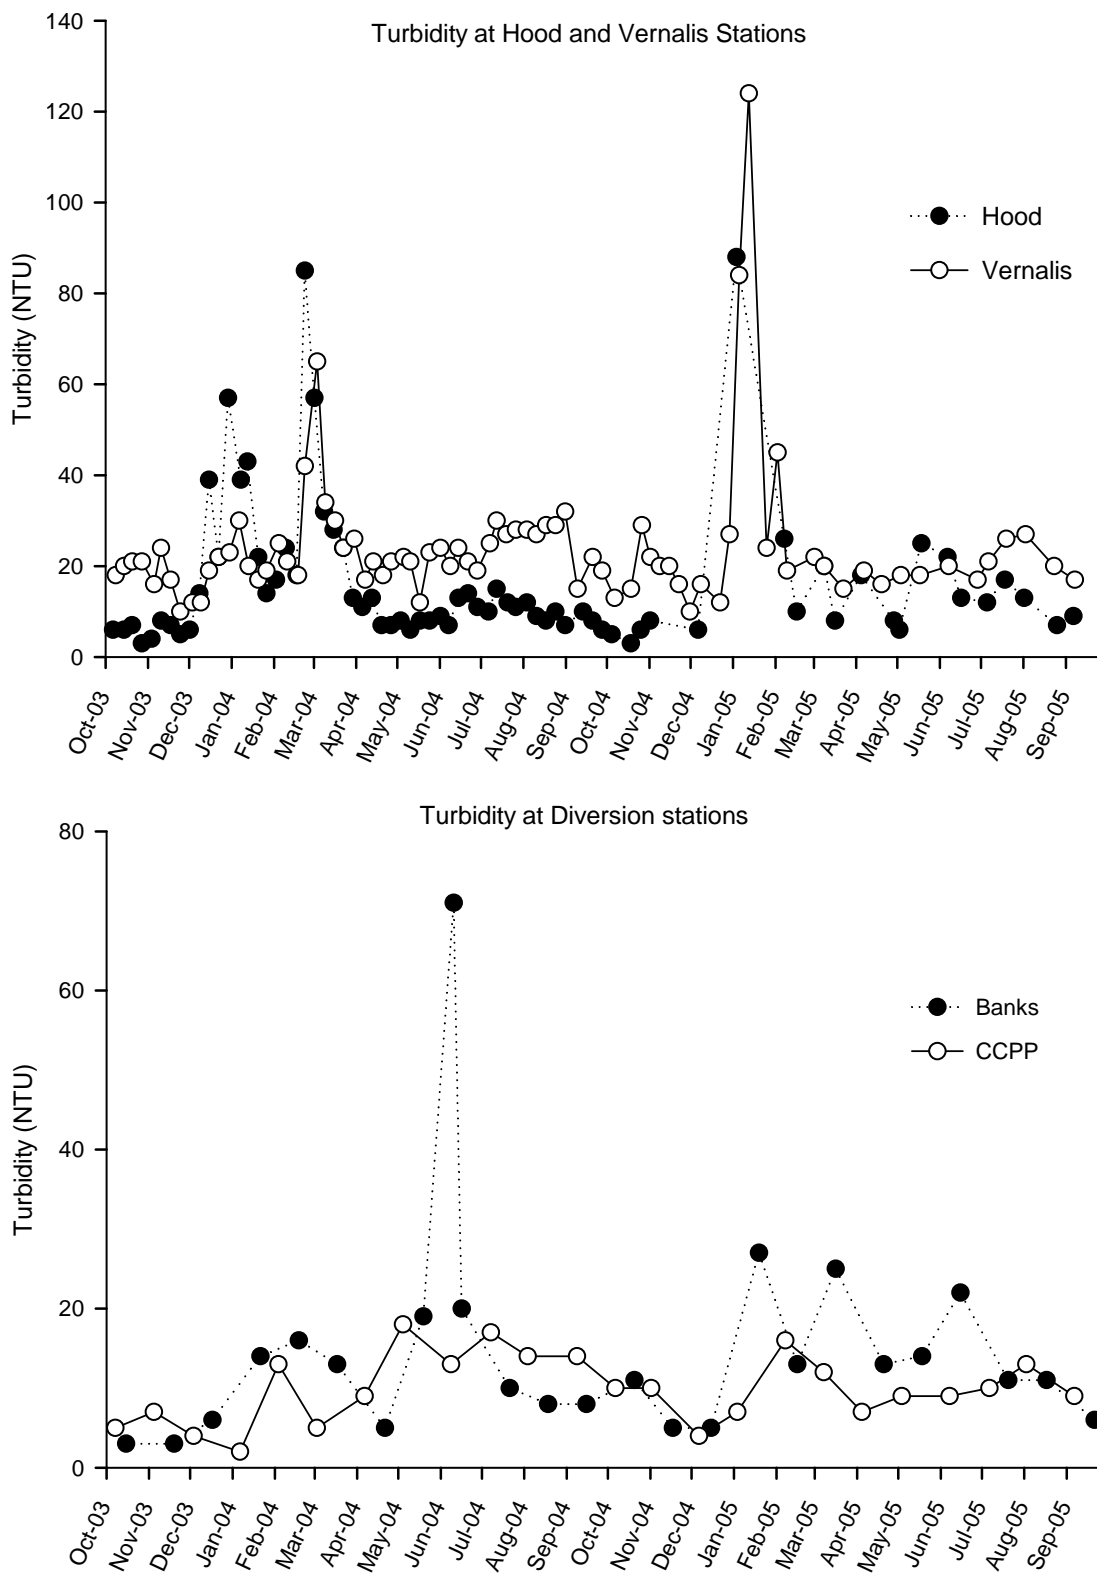 Turbidity at Hood and Vernalis Stations
140
120
100
80
60
40
20
0
Turbidity (NTU)
Hood
Vernalis
Oct-03
Nov-03
Dec-03
Jan-04
Feb-04
Mar-04
Apr-04
May-04
Jun-04
Jul-04
Aug-04
Sep-04
Oct-04
Nov-04
Dec-04
Jan-05
Feb-05
Mar-05
Apr-05
May-05
Jun-05
Jul-05
Aug-05
Sep-05
Turbidity at Diversion stations
80
60
40
20
0
Turbidity (NTU)
Banks
CCPP
Oct-03
Nov-03
Dec-03
Jan-04
Feb-04
Mar-04
Apr-04
May-04
Jun-04
Jul-04
Aug-04
Sep-04
Oct-04
Nov-04
Dec-04
Jan-05
Feb-05
Mar-05
Apr-05
May-05
Jun-05
Jul-05
Aug-05
Sep-05